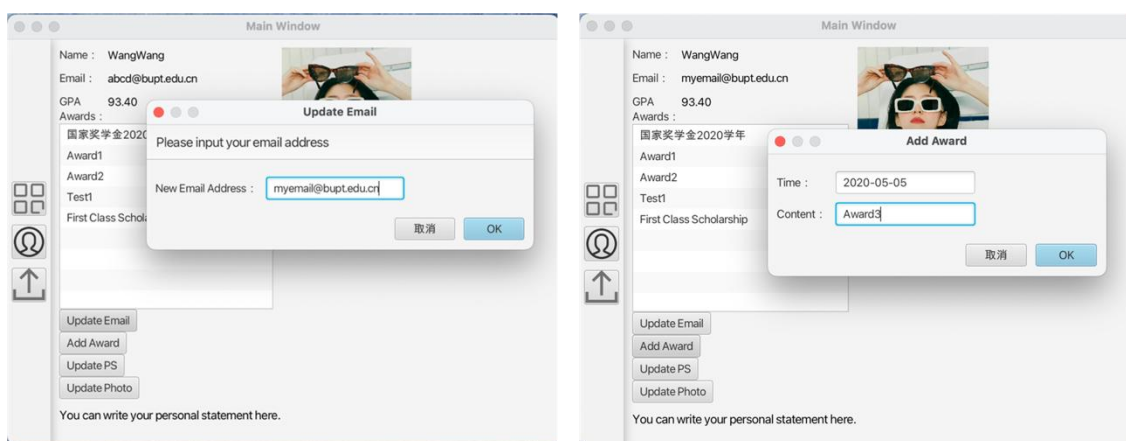 Main Window
Name : WangWang
Email : abcd@bupt.edu.cn
GPA 93.40
Awards :
国家奖学金2020
Award1
Award2
Test1
First Class
Update Email
Please input your email address
New Email Address : myemail@bupt.edu.cn
取消 OK
Update Email
Add Award
Update PS
Update Photo
You can write your personal statement here.
Main Window
Name : WangWang
Email : myemail@bupt.edu.cn
GPA 93.40
Awards :
国家奖学金2020学年
Award1
Award2
Test1
First Class Scholarship
Add Award
Time : 2020-05-05
Content : Award3
取消 OK
Update Email
Add Award
Update PS
Update Photo
You can write your personal statement here.